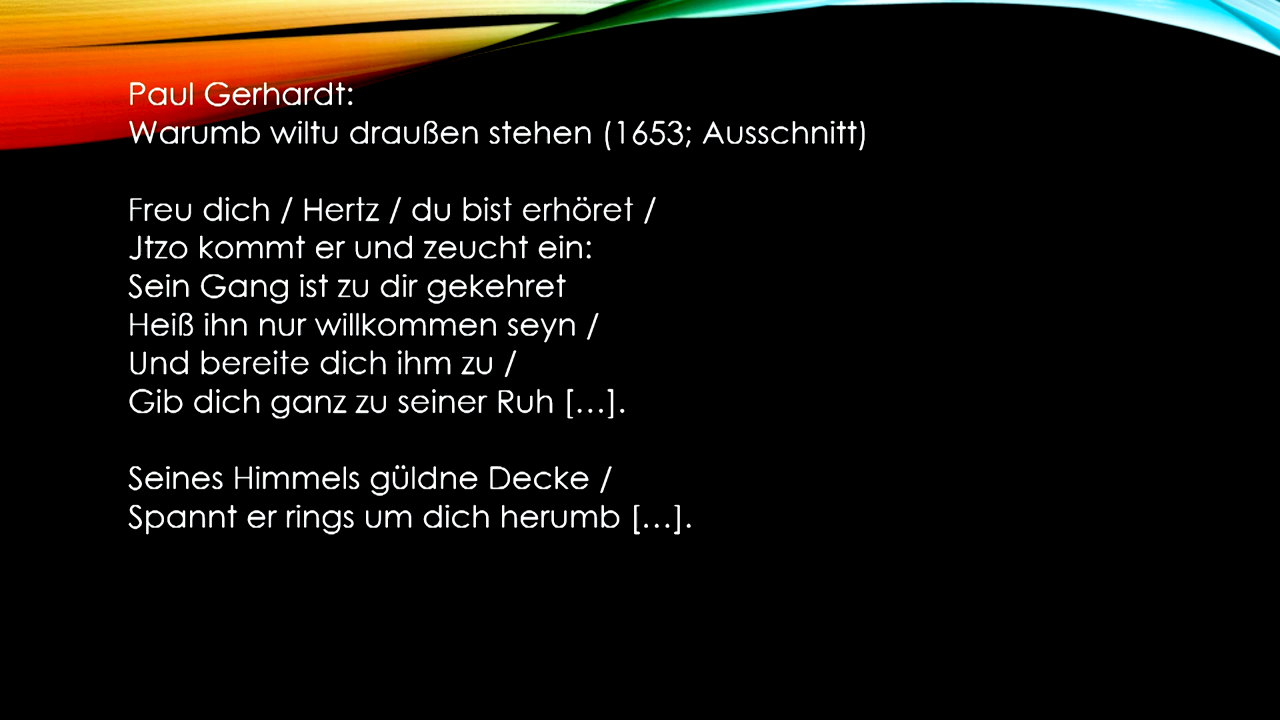 Paul Gerhardt:
Warumb wiltu draußen stehen (1653; Ausschnitt)
Freu dich / Hertz / du bist erhöret /
Jtzo kommt er und zeucht ein:
Sein Gang ist zu dir gekehret
Heiß ihn nur willkommen seyn /
Und bereite dich ihm zu /
Gib dich ganz zu seiner Ruh […].
Seines Himmels güldne Decke /
Spannt er rings um dich herumb […].